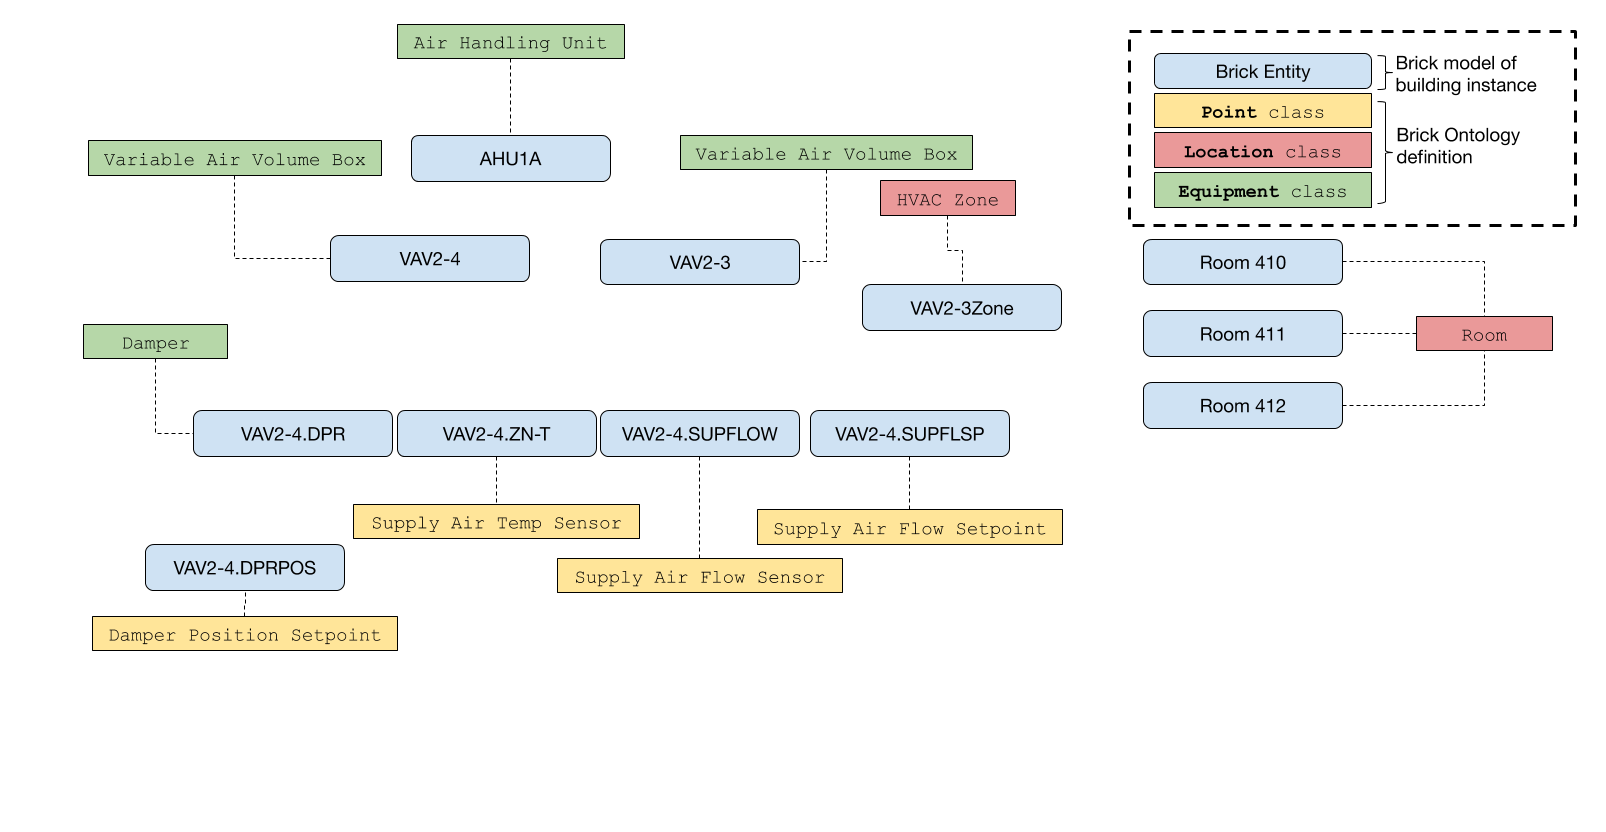 Air Handling Unit
AHU1A
Variable Air Volume Box
VAV2-4
Variable Air Volume Box
HVAC Zone
VAV2-3
VAV2-3Zone
Brick Entity
Point class
Location class
Equipment class
Brick model of
building instance
Brick Ontology
definition
Room 410
Room 411
Room 412
Room
Damper
VAV2-4.DPR
VAV2-4.ZN-T
VAV2-4.SUPFLOW
VAV2-4.SUPFLSP
Supply Air Temp Sensor
Supply Air Flow Setpoint
Supply Air Flow Sensor
VAV2-4.DPRPOS
Damper Position Setpoint